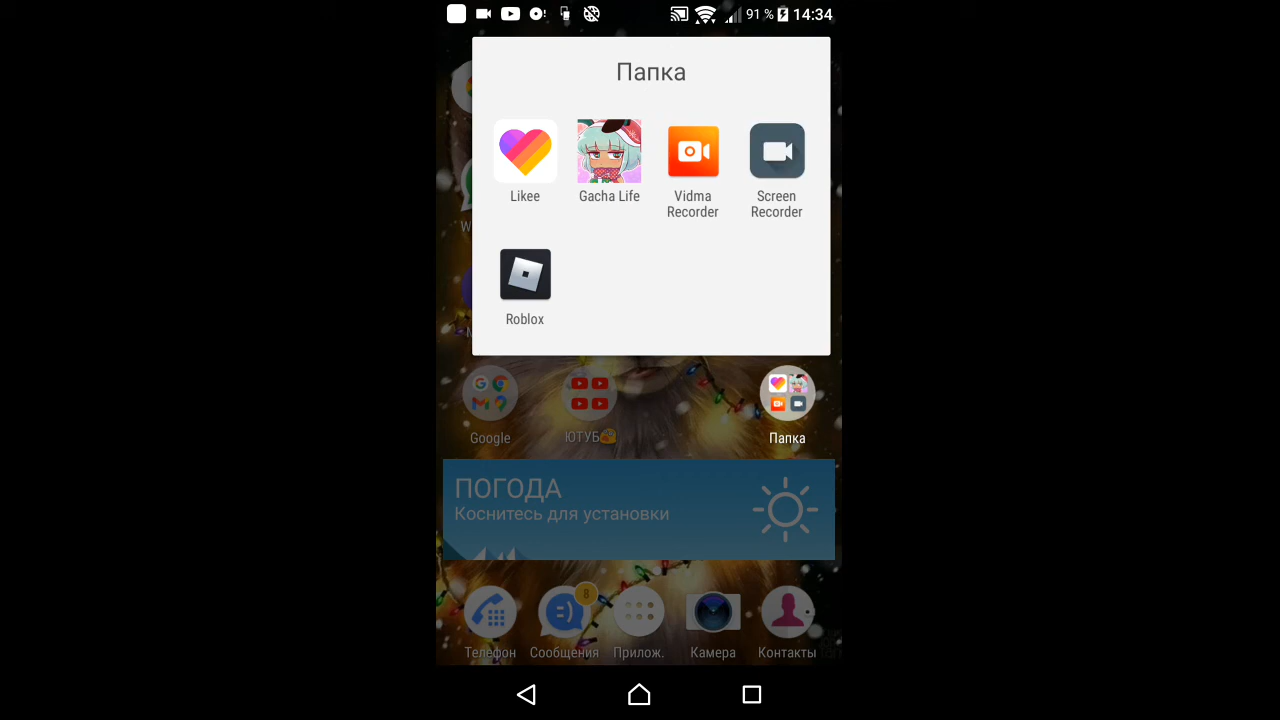 91 % 14:34
Папка
Likee
Gacha Life
Vidma
Recorder
Screen
Recorder
Roblox
Google
ЮТУБ🤯
Папка
ПОГОДА
Коснитесь для установки
8
Телефон
Сообщения
Прилож.
Камера
Контакты